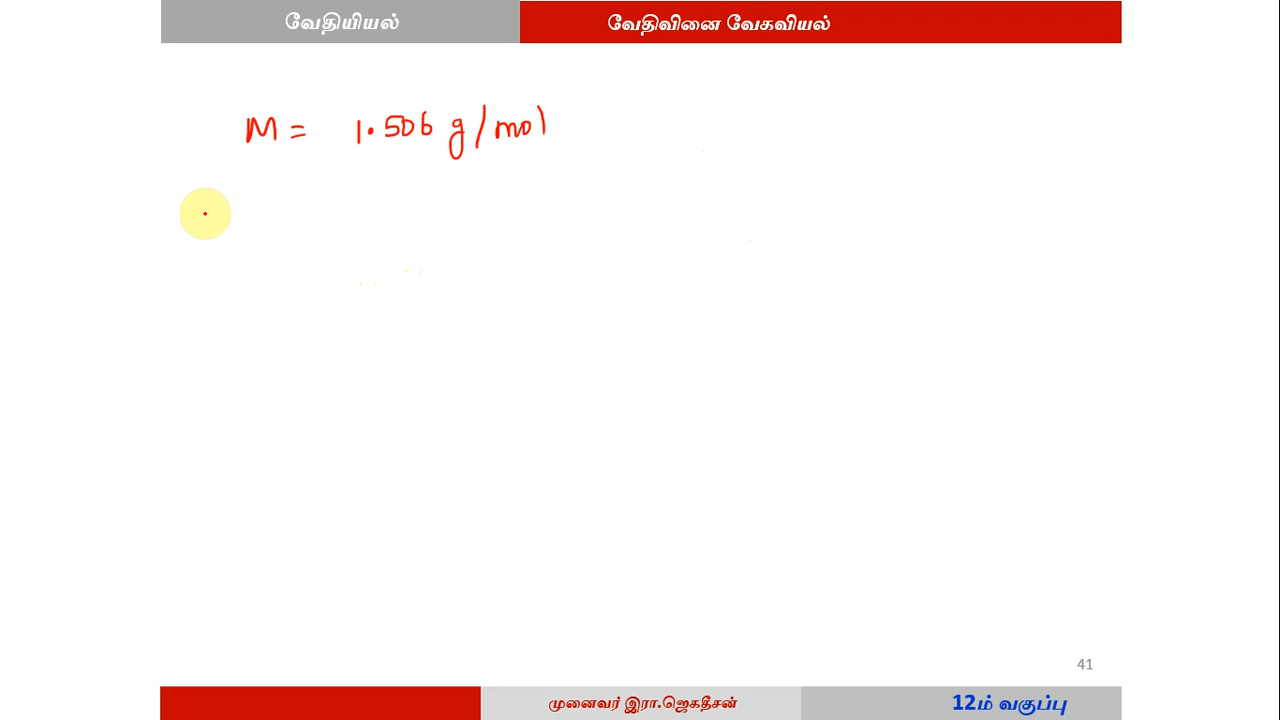 வேதியியல்
வேதிவினை வேகவியல்
M = 1.506 g/mol
41
முனைவர் இரா.ஜெகதீசன்
12ம் வகுப்பு